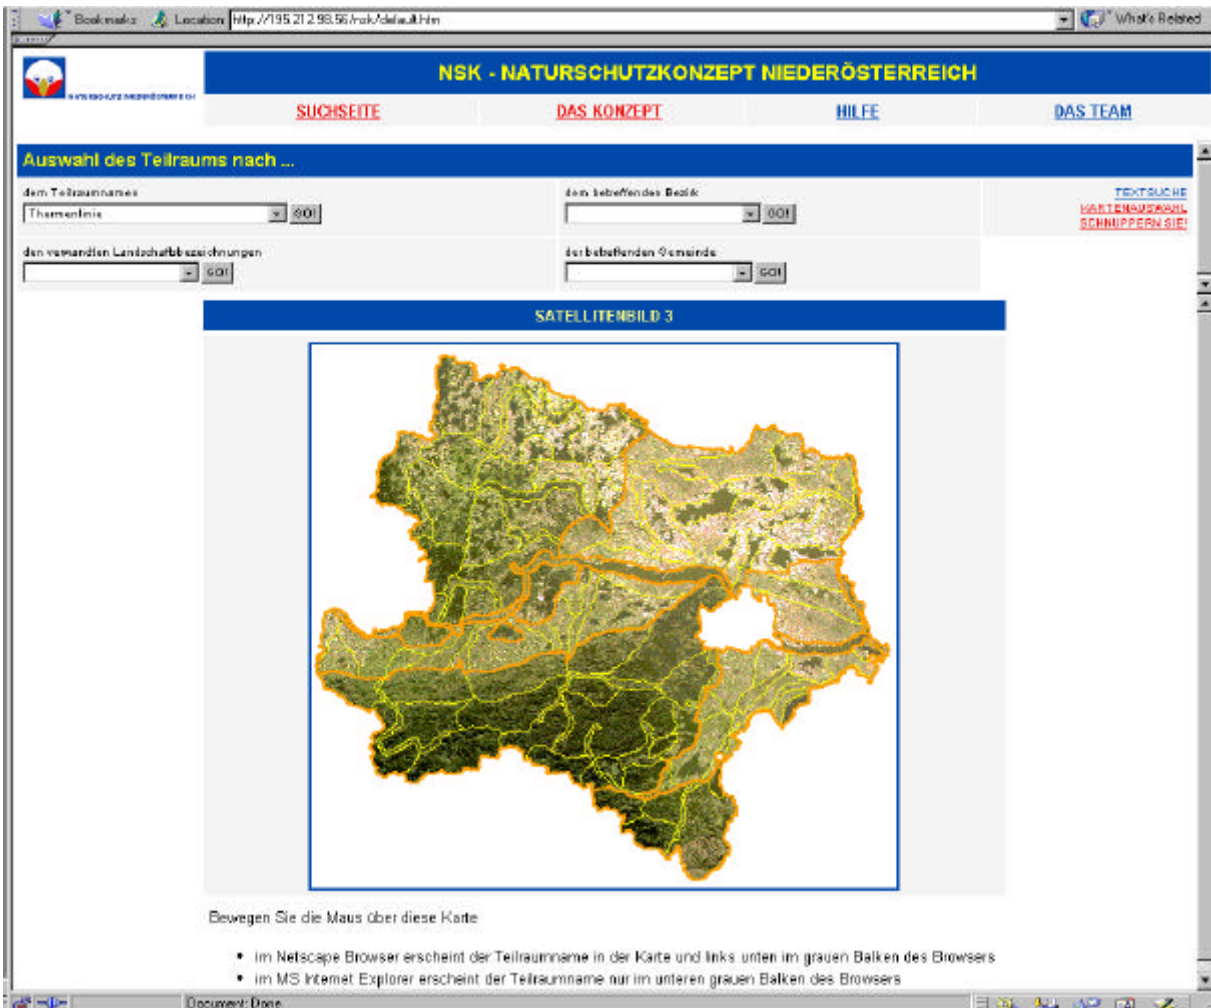 Bookmarks Location http://195.212.98.56/nsk/default.htm What's Related
NSK - NATURSCHUTZKONZEPT NIEDERÖSTERREICH
NATURSCHUTZ NIEDERÖSTERREICH
SUCHSEITE DAS KONZEPT HILFE DAS TEAM
Auswahl des Teilraums nach ...
dem Teilraumnamen dem betreffenden Bezirk TEXTSUCHE
Thermenlinie GO! GO! KARTENAUSWAHL
SCHNUPPERN SIE!
den verwandten Landschaftsbezeichnungen der betreffenden Gemeinde
GO! GO!
SATELLITENBILD 3
Bewegen Sie die Maus über diese Karte
• im Netscape Browser erscheint der Teilraumname in der Karte und links unten im grauen Balken des Browsers
• im MS Internet Explorer erscheint der Teilraumname nur im unteren grauen Balken des Browsers
Document: Done